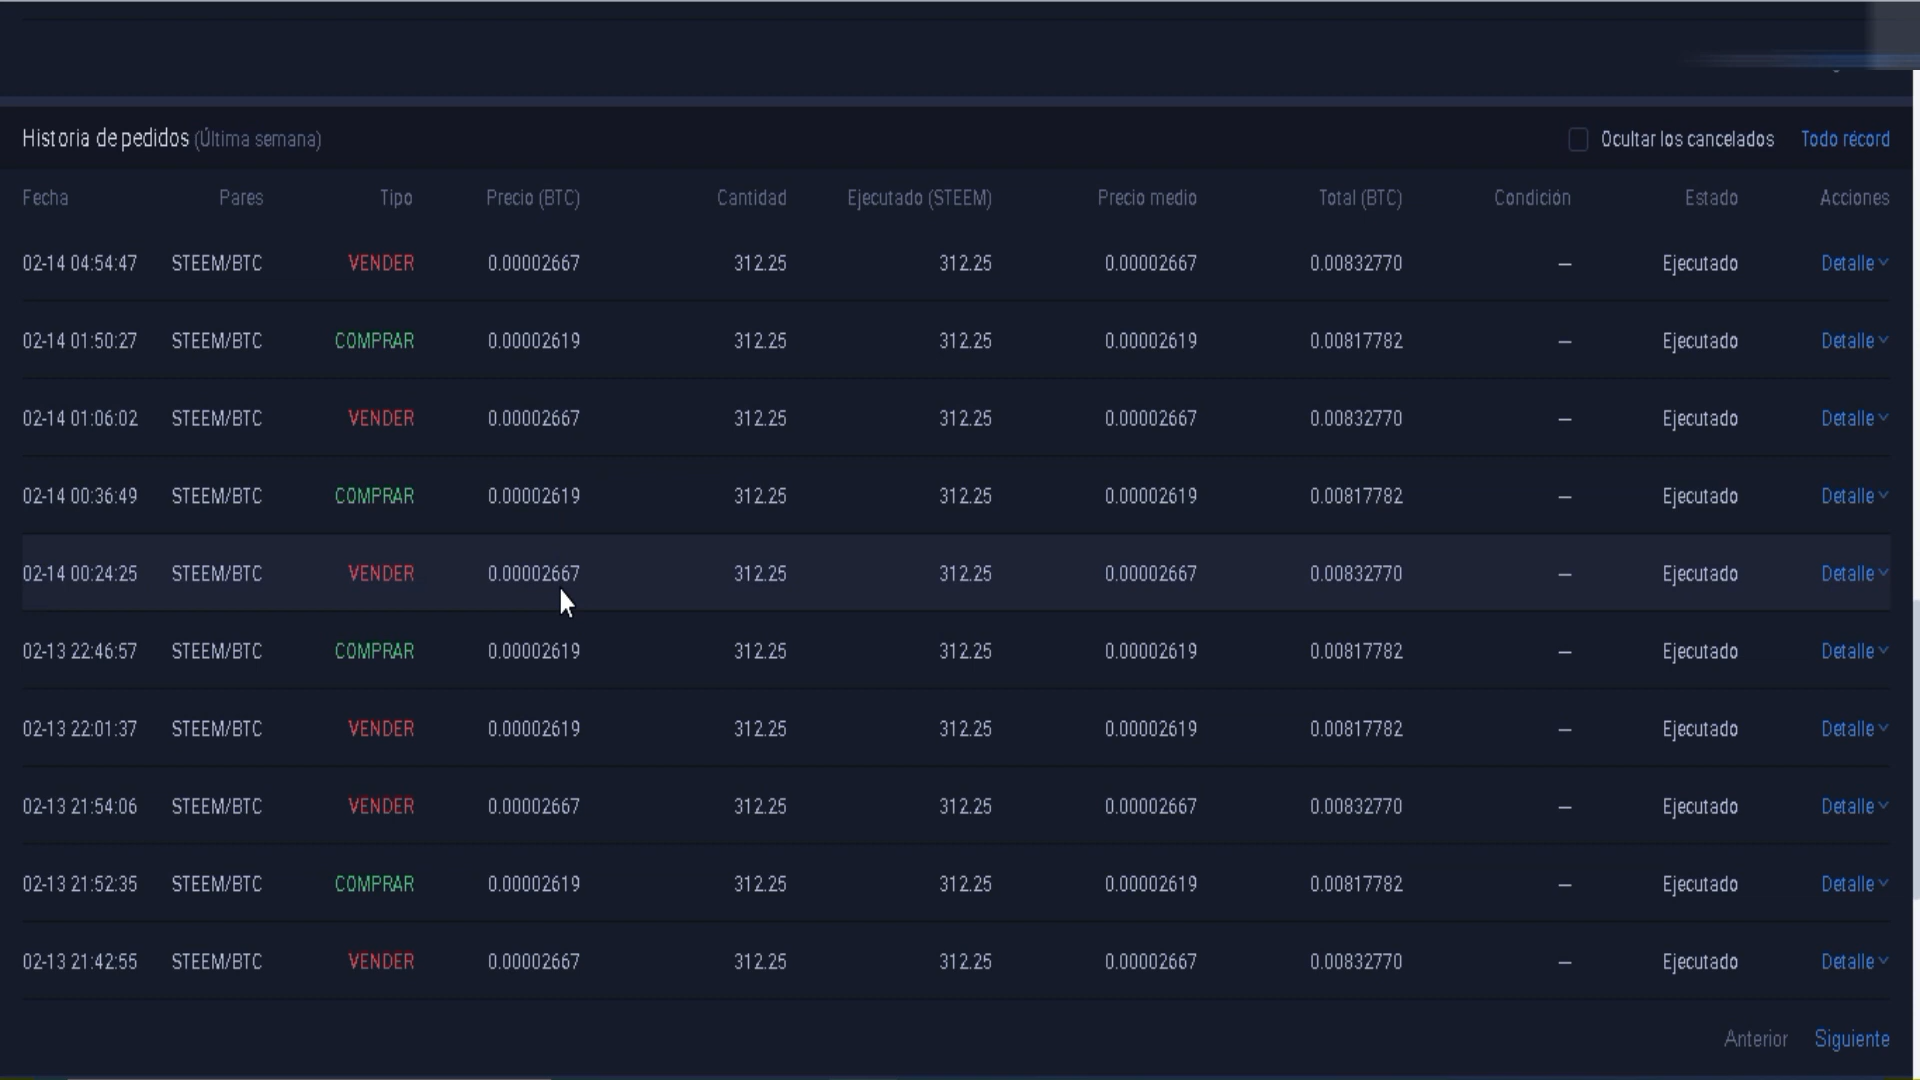 Historia de pedidos (Última semana) Ocultar los cancelados Todo récord
Fecha Pares Tipo Precio (BTC) Cantidad Ejecutado (STEEM) Precio medio Total (BTC) Condición Estado Acciones
02-14 04:54:47 STEEM/BTC VENDER 0.00002667 312.25 312.25 0.00002667 0.00832770 — Ejecutado Detalle
02-14 01:50:27 STEEM/BTC COMPRAR 0.00002619 312.25 312.25 0.00002619 0.00817782 — Ejecutado Detalle
02-14 01:06:02 STEEM/BTC VENDER 0.00002667 312.25 312.25 0.00002667 0.00832770 — Ejecutado Detalle
02-14 00:36:49 STEEM/BTC COMPRAR 0.00002619 312.25 312.25 0.00002619 0.00817782 — Ejecutado Detalle
02-14 00:24:25 STEEM/BTC VENDER 0.00002667 312.25 312.25 0.00002667 0.00832770 — Ejecutado Detalle
02-13 22:46:57 STEEM/BTC COMPRAR 0.00002619 312.25 312.25 0.00002619 0.00817782 — Ejecutado Detalle
02-13 22:01:37 STEEM/BTC VENDER 0.00002619 312.25 312.25 0.00002619 0.00817782 — Ejecutado Detalle
02-13 21:54:06 STEEM/BTC VENDER 0.00002667 312.25 312.25 0.00002667 0.00832770 — Ejecutado Detalle
02-13 21:52:35 STEEM/BTC COMPRAR 0.00002619 312.25 312.25 0.00002619 0.00817782 — Ejecutado Detalle
02-13 21:42:55 STEEM/BTC VENDER 0.00002667 312.25 312.25 0.00002667 0.00832770 — Ejecutado Detalle
Anterior Siguiente